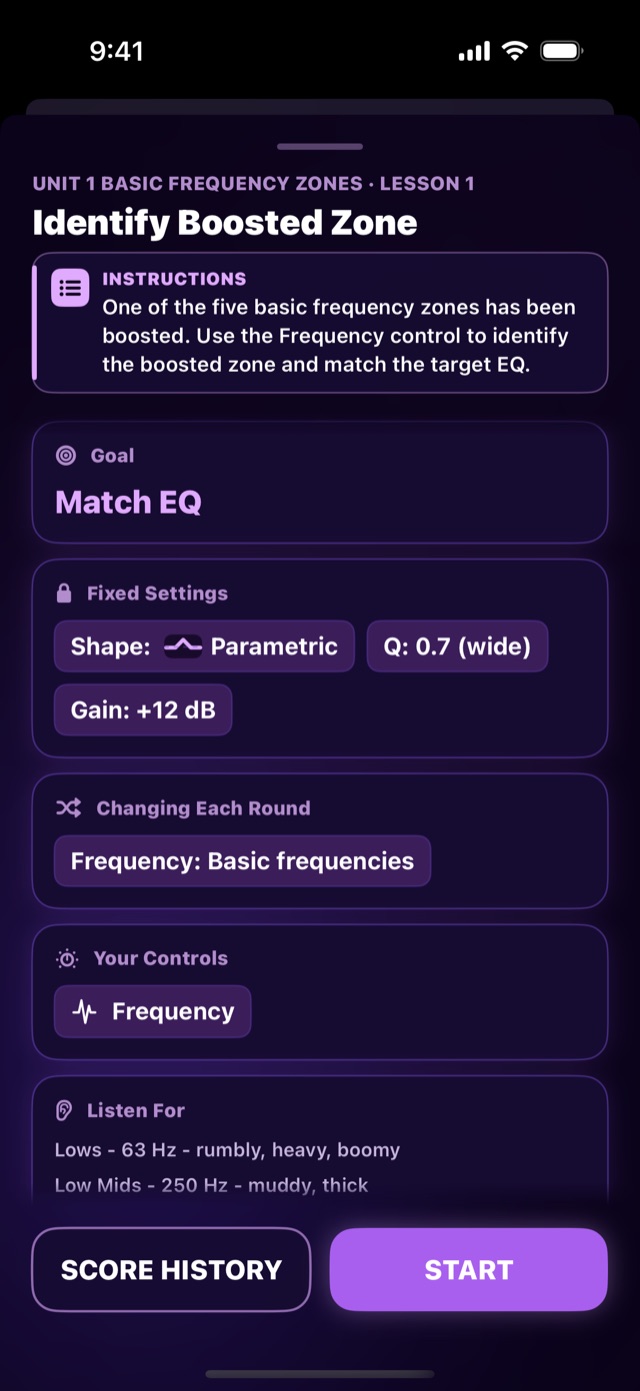 9:41
UNIT 1 BASIC FREQUENCY ZONES · LESSON 1
Identify Boosted Zone
INSTRUCTIONS
One of the five basic frequency zones has been
boosted. Use the Frequency control to identify
the boosted zone and match the target EQ.
Goal
Match EQ
Fixed Settings
Shape: Parametric
Q: 0.7 (wide)
Gain: +12 dB
Changing Each Round
Frequency: Basic frequencies
Your Controls
Frequency
Listen For
Lows - 63 Hz - rumbly, heavy, boomy
Low Mids - 250 Hz - muddy, thick
SCORE HISTORY
START